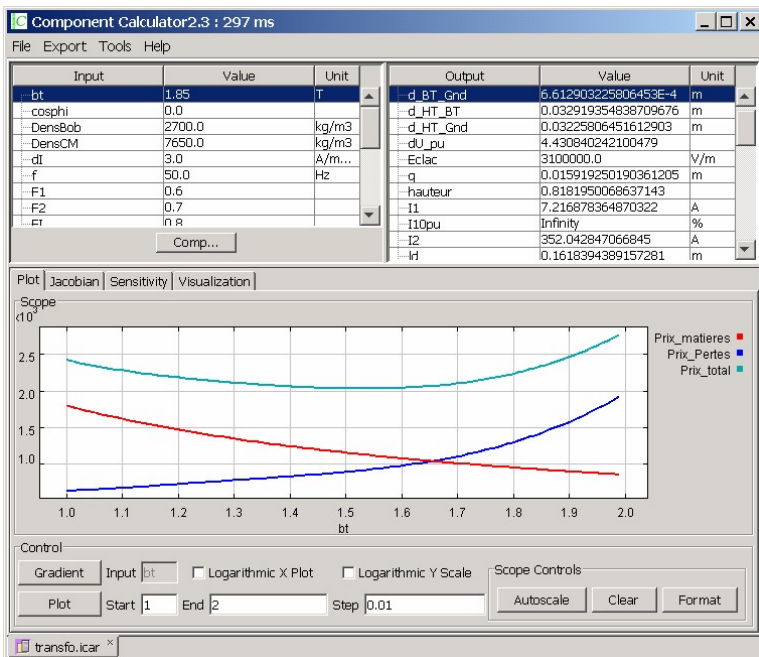 Component Calculator2.3 : 297 ms
File Export Tools Help
Input Value Unit
bt 1.85 T
cosphi 0.0
DensBob 2700.0 kg/m3
DensCM 7650.0 kg/m3
dI 3.0 A/m...
f 50.0 Hz
F1 0.6
F2 0.7
FI 0.8
Comp...
Output Value Unit
d_BT_Gnd 6.612903225806453E-4 m
d_HT_BT 0.032919354838709676 m
d_HT_Gnd 0.03225806451612903 m
dU_pu 4.430840242100479
Eclac 3100000.0 V/m
q 0.015919250190361205 m
hauteur 0.8181950068637143
I1 7.216878364870322 A
I10pu Infinity %
I2 352.042847066845 A
ld 0.1618394389157281 m
Plot Jacobian Sensitivity Visualization
Scope
x10^3
2.5
2.0
1.5
1.0
1.0 1.1 1.2 1.3 1.4 1.5 1.6 1.7 1.8 1.9 2.0
bt
Prix_matieres
Prix_Pertes
Prix_total
Control
Gradient Input bt Logarithmic X Plot Logarithmic Y Scale
Plot Start 1 End 2 Step 0.01
Scope Controls
Autoscale Clear Format
transfo.icar ×